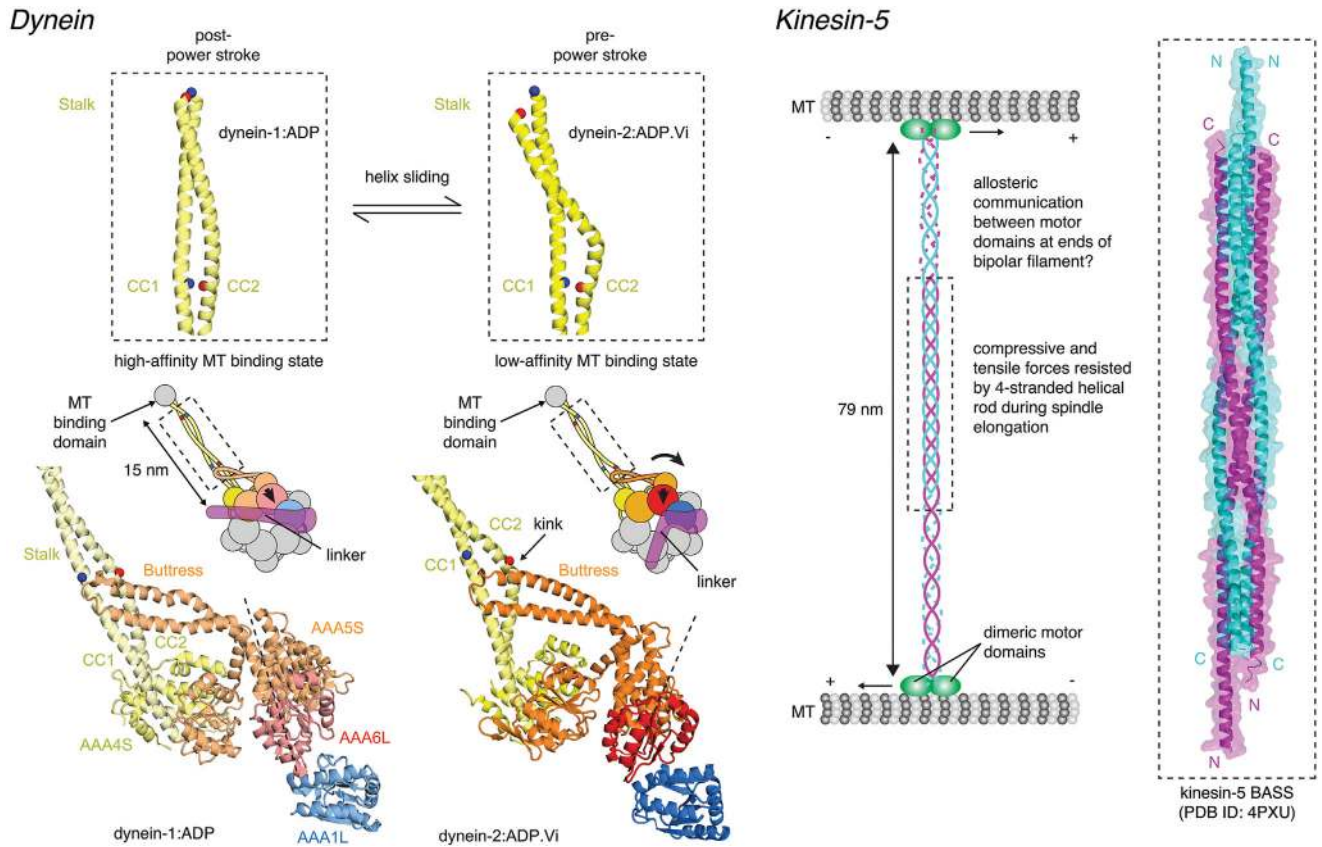 Dynein
post-
power stroke
pre-
power stroke
Stalk
dynein-1:ADP
CC1
CC2
helix sliding
Stalk
dynein-2:ADP.Vi
CC1
CC2
high-affinity MT binding state
low-affinity MT binding state
MT
binding
domain
15 nm
linker
Stalk
Buttress
CC2
CC1
AAA5S
AAA4S
AAA6L
AAA1L
dynein-1:ADP
MT
binding
domain
linker
CC2
kink
CC1
Buttress
dynein-2:ADP.Vi
Kinesin-5
MT
-
+
79 nm
allosteric
communication
between motor
domains at ends of
bipolar filament?
compressive and
tensile forces resisted
by 4-stranded helical
rod during spindle
elongation
dimeric motor
domains
+
-
MT
N
N
C
C
C
C
N
N
kinesin-5 BASS
(PDB ID: 4PXU)